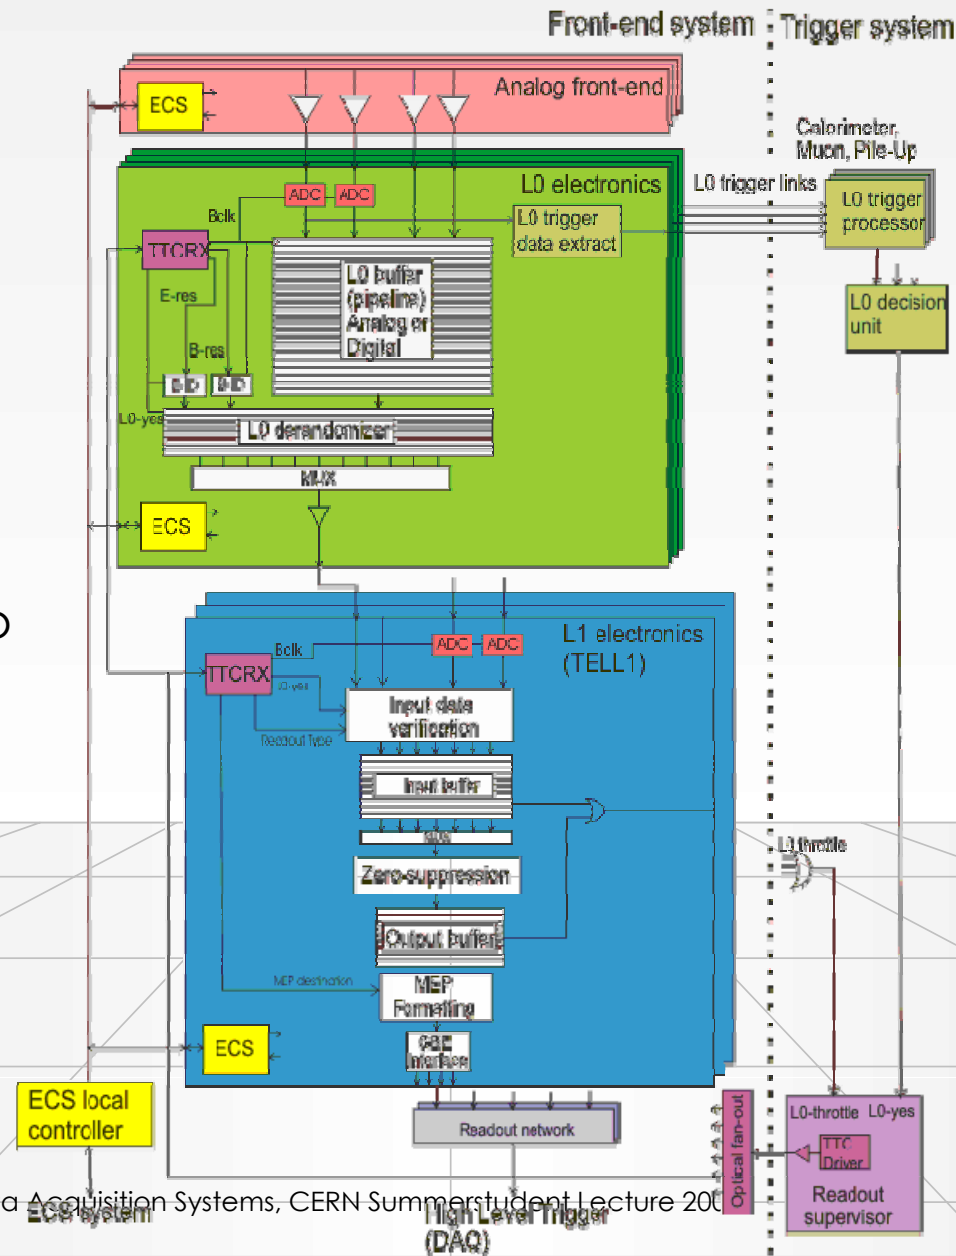 Front-end system
Trigger system
ECS
Analog front-end
Calorimeter,
Muon, Pile-Up
L0 electronics
L0 trigger links
ADC
ADC
L0 trigger
data extract
L0 trigger
processor
Bclk
TTCRX
L0 buffer
(pipeline)
Analog or
Digital
E-res
B-res
L0 decision
unit
L0-yes
L0 derandomizer
MUX
ECS
L1 electronics
(TELL1)
ADC
ADC
Bclk
TTCRX
L0-yes
Input data
verification
Readout Type
Input buffer
L0 throttle
Zero-suppression
Output buffer
MEP destination
MEP
Formatting
ECS
Interface
ECS local
controller
Readout network
Optical fan-out
L0-throttle
L0-yes
TTC
Driver
Readout
supervisor
a Acquisition Systems, CERN Summerstudent Lecture 200
ECS system
High Level Trigger
(DAQ)